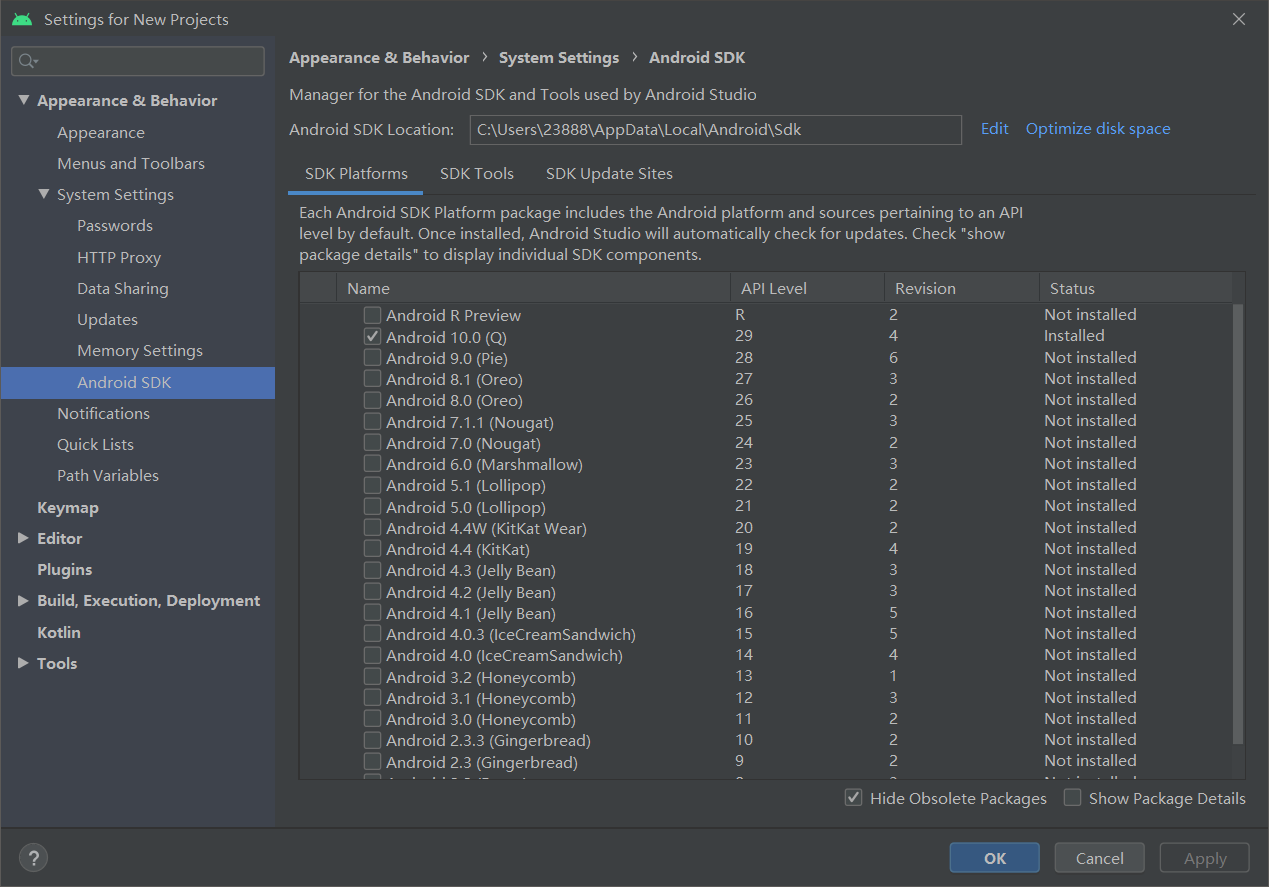 Settings for New Projects
Appearance & Behavior
Appearance
Menus and Toolbars
System Settings
Passwords
HTTP Proxy
Data Sharing
Updates
Memory Settings
Android SDK
Notifications
Quick Lists
Path Variables
Keymap
Editor
Plugins
Build, Execution, Deployment
Kotlin
Tools
Appearance & Behavior › System Settings › Android SDK
Manager for the Android SDK and Tools used by Android Studio
Android SDK Location: C:\Users\23888\AppData\Local\Android\Sdk Edit Optimize disk space
SDK Platforms SDK Tools SDK Update Sites
Each Android SDK Platform package includes the Android platform and sources pertaining to an API
level by default. Once installed, Android Studio will automatically check for updates. Check "show
package details" to display individual SDK components.
Name API Level Revision Status
Android R Preview R 2 Not installed
Android 10.0 (Q) 29 4 Installed
Android 9.0 (Pie) 28 6 Not installed
Android 8.1 (Oreo) 27 3 Not installed
Android 8.0 (Oreo) 26 2 Not installed
Android 7.1.1 (Nougat) 25 3 Not installed
Android 7.0 (Nougat) 24 2 Not installed
Android 6.0 (Marshmallow) 23 3 Not installed
Android 5.1 (Lollipop) 22 2 Not installed
Android 5.0 (Lollipop) 21 2 Not installed
Android 4.4W (KitKat Wear) 20 2 Not installed
Android 4.4 (KitKat) 19 4 Not installed
Android 4.3 (Jelly Bean) 18 3 Not installed
Android 4.2 (Jelly Bean) 17 3 Not installed
Android 4.1 (Jelly Bean) 16 5 Not installed
Android 4.0.3 (IceCreamSandwich) 15 5 Not installed
Android 4.0 (IceCreamSandwich) 14 4 Not installed
Android 3.2 (Honeycomb) 13 1 Not installed
Android 3.1 (Honeycomb) 12 3 Not installed
Android 3.0 (Honeycomb) 11 2 Not installed
Android 2.3.3 (Gingerbread) 10 2 Not installed
Android 2.3 (Gingerbread) 9 2 Not installed
Hide Obsolete Packages Show Package Details
? OK Cancel Apply